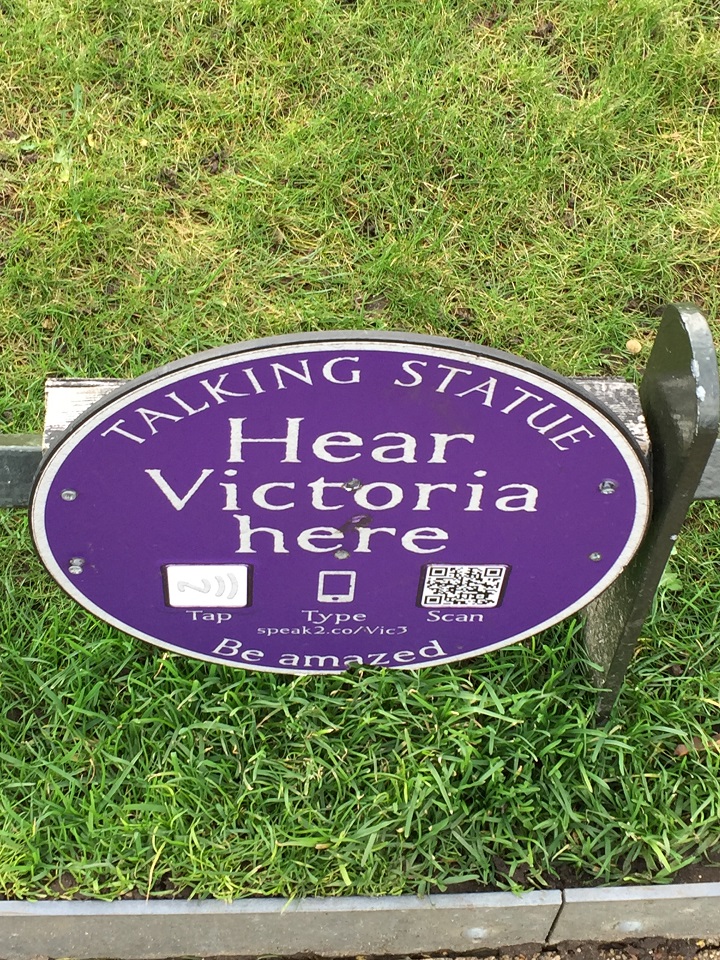 TALKING STATUE
Hear
Victoria
here
Tap Type Scan
speak2.co/Vic3
Be amazed